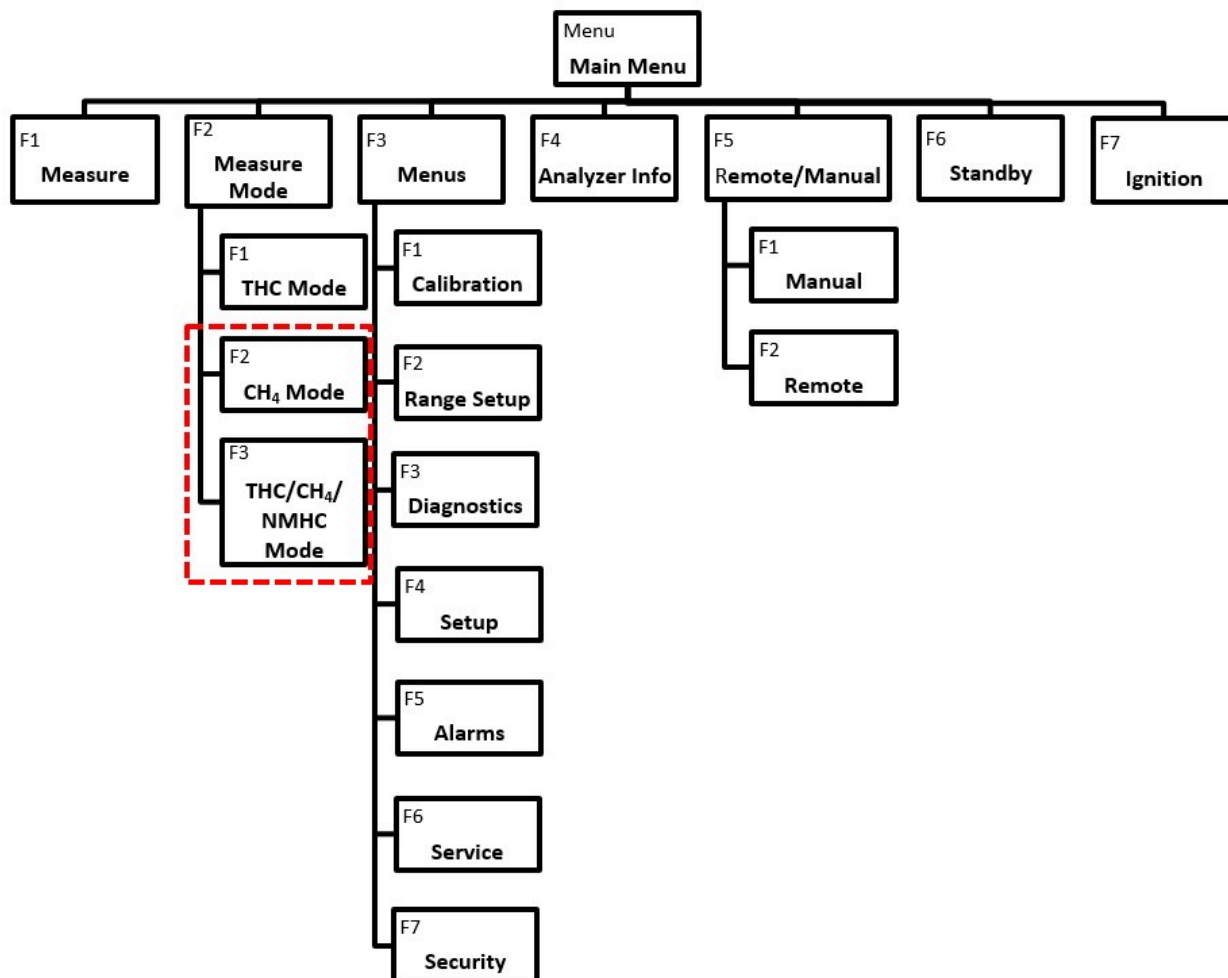 Menu
Main Menu
F1
Measure
F2
Measure
Mode
F3
Menus
F4
Analyzer Info
F5
Remote/Manual
F6
Standby
F7
Ignition
F1
THC Mode
F2
CH₄ Mode
F3
THC/CH₄/
NMHC
Mode
F1
Calibration
F2
Range Setup
F3
Diagnostics
F4
Setup
F5
Alarms
F6
Service
F7
Security
F1
Manual
F2
Remote